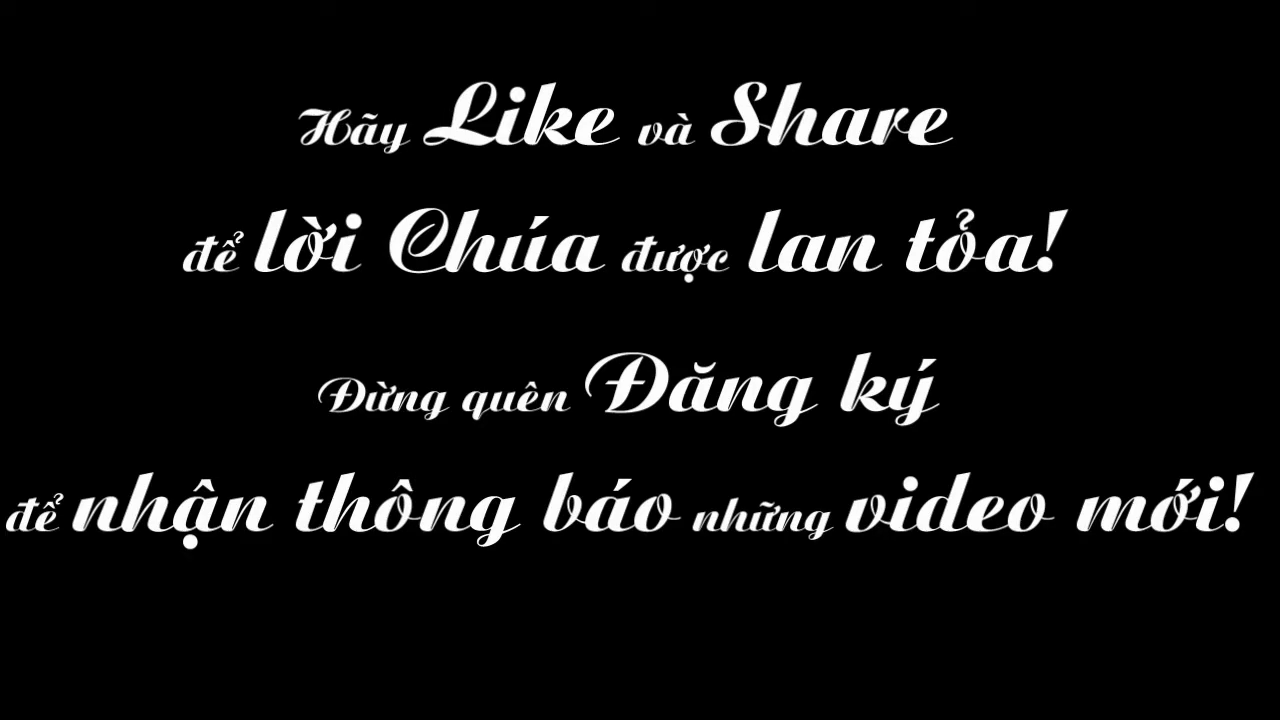 Hãy Like và Share
để lời Chúa được lan tỏa!
Đừng quên Đăng ký
để nhận thông báo những video mới!